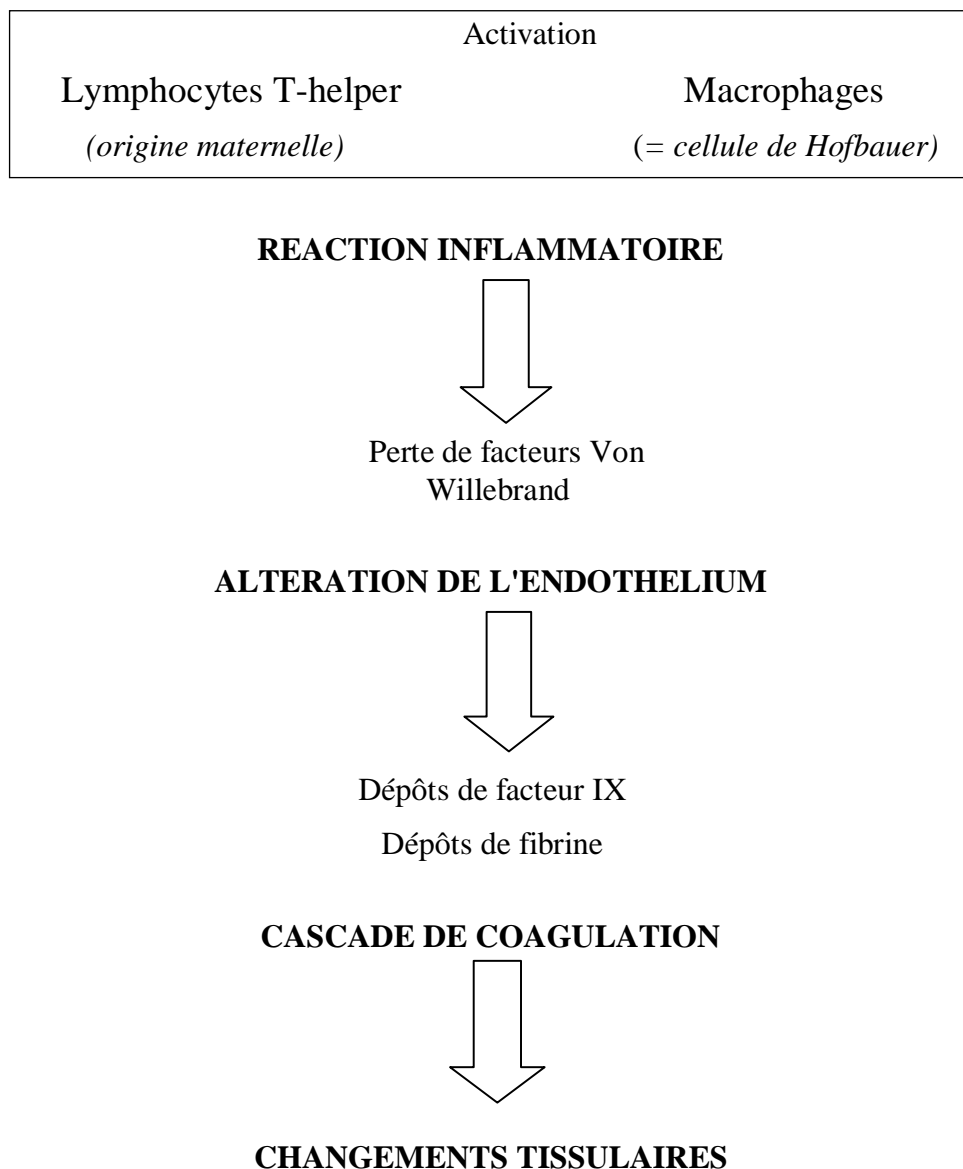 Activation
Lymphocytes T-helper Macrophages
(origine maternelle) (= cellule de Hofbauer)
REACTION INFLAMMATOIRE
Perte de facteurs Von
Willebrand
ALTERATION DE L'ENDOTHELIUM
Dépôts de facteur IX
Dépôts de fibrine
CASCADE DE COAGULATION
CHANGEMENTS TISSULAIRES